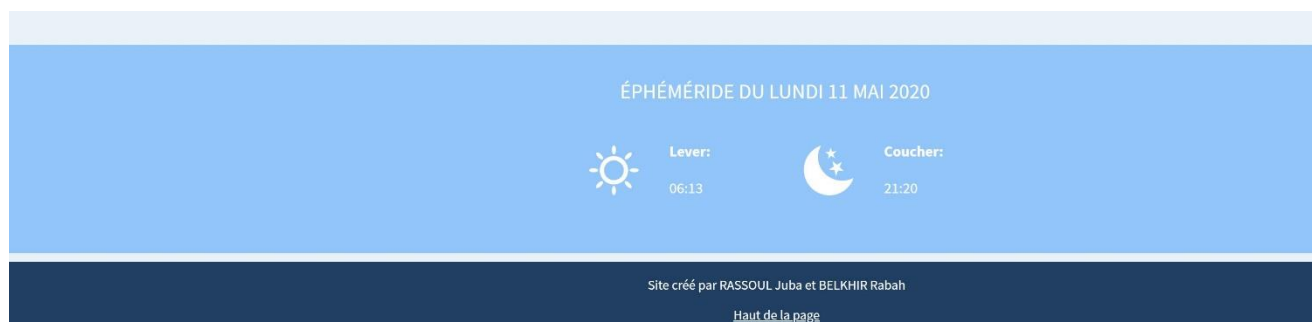 ÉPHÉMÉRIDE DU LUNDI 11 MAI 2020
Lever:
06:13
Coucher:
21:20
Site créé par RASSOUL Juba et BELKHIR Rabah
Haut de la page